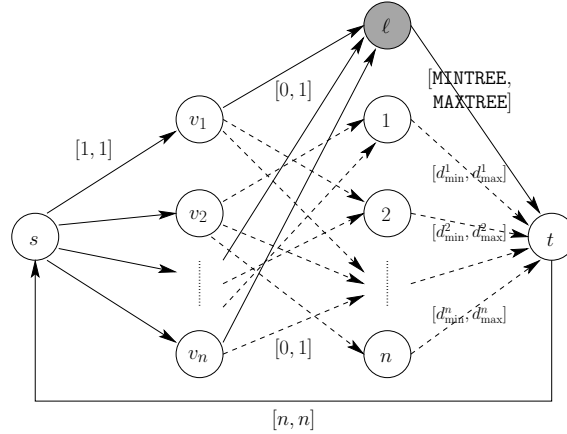 ℓ
[0, 1]
[MINTREE,
MAXTREE]
v₁
1
[1, 1]
[d¹min, d¹max]
v₂
2
s
[d²min, d²max]
t
[dⁿmin, dⁿmax]
vₙ
[0, 1]
n
[n, n]